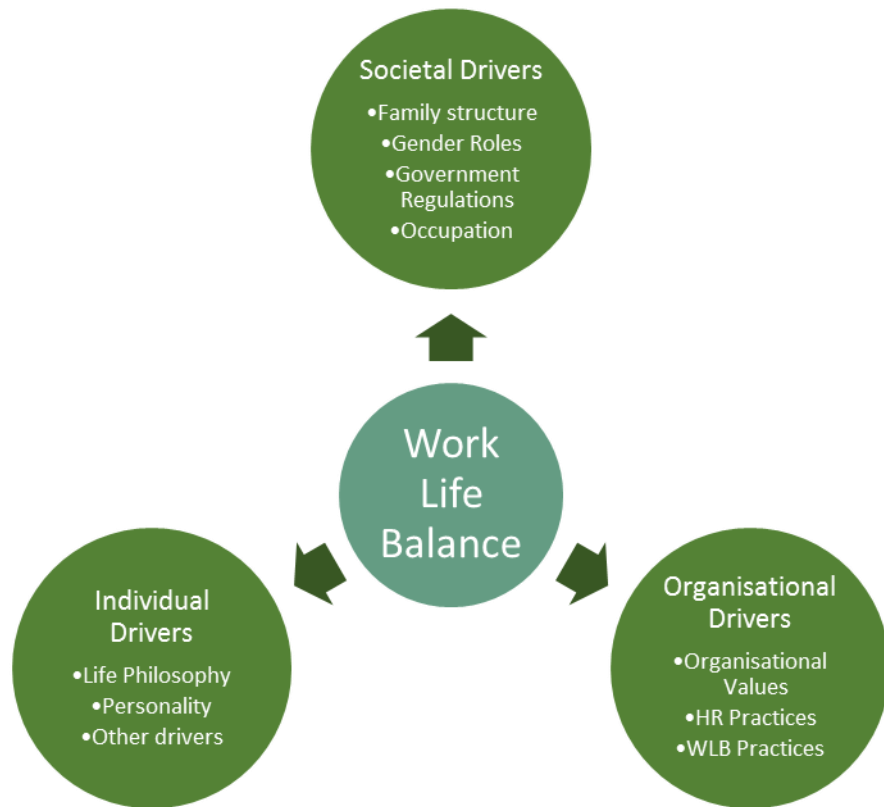 Societal Drivers
•Family structure
•Gender Roles
•Government
Regulations
•Occupation
Work
Life
Balance
Individual
Drivers
•Life Philosophy
•Personality
•Other drivers
Organisational
Drivers
•Organisational
Values
•HR Practices
•WLB Practices